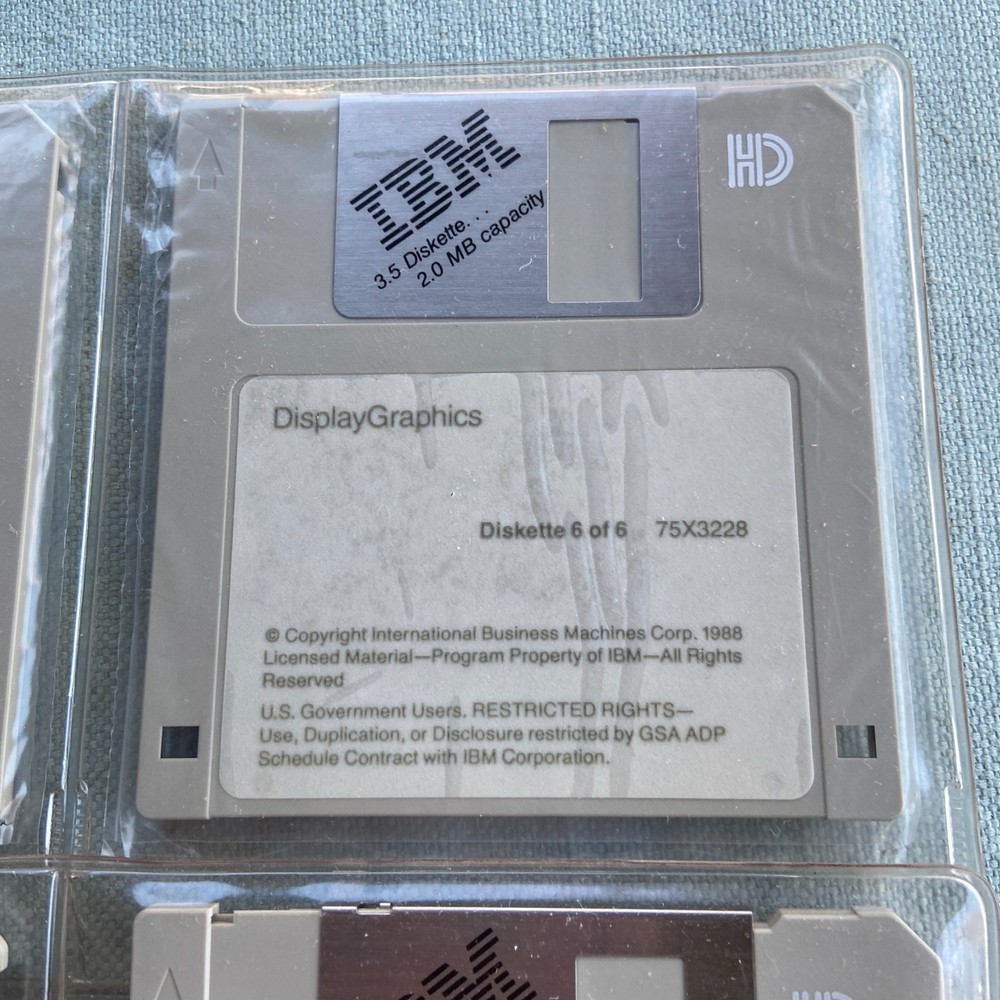 IBM
3.5 Diskette. . .
2.0 MB capacity
HD
DisplayGraphics
Diskette 6 of 6 75X3228
© Copyright International Business Machines Corp. 1988
Licensed Material—Program Property of IBM—All Rights
Reserved
U.S. Government Users. RESTRICTED RIGHTS—
Use, Duplication, or Disclosure restricted by GSA ADP
Schedule Contract with IBM Corporation.
IBM
HD